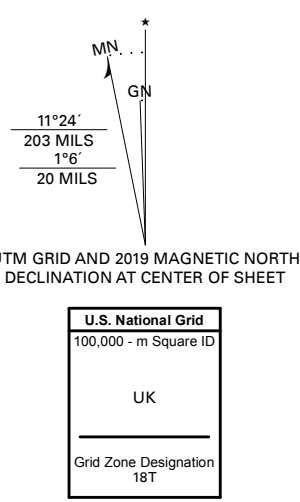 ★
MN
GN
11°24´
203 MILS
1°6´
20 MILS
UTM GRID AND 2019 MAGNETIC NORTH
DECLINATION AT CENTER OF SHEET
U.S. National Grid
100,000 - m Square ID
UK
Grid Zone Designation
18T